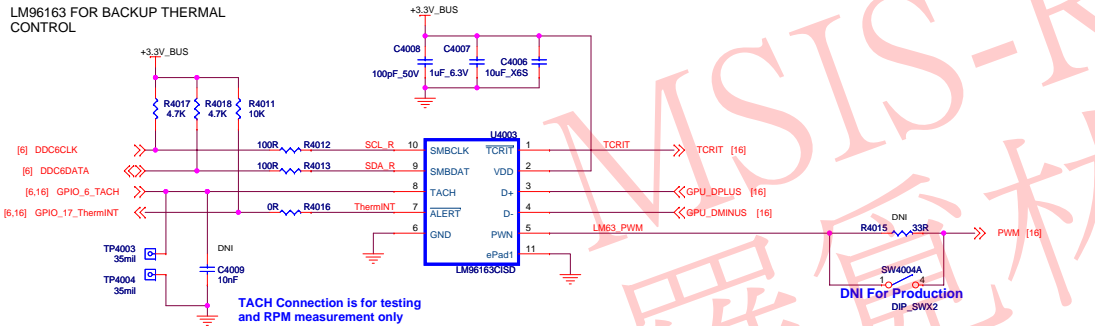 LM96163 FOR BACKUP THERMAL
CONTROL
+3.3V_BUS
+3.3V_BUS
C4008
100pF_50V
C4007
1uF_6.3V
C4006
10uF_X6S
R4017
4.7K
R4018
4.7K
R4011
10K
U4003
[6] DDC6CLK
100R
R4012
SCL_R
10
SMBCLK
TCRIT
1
TCRIT
TCRIT [16]
[6] DDC6DATA
100R
R4013
SDA_R
9
SMBDAT
VDD
2
[6,16] GPIO_6_TACH
8
TACH
D+
3
GPU_DPLUS [16]
[6,16] GPIO_17_ThermINT
0R
R4016
ThermINT
7
ALERT
D-
4
GPU_DMINUS [16]
6
GND
PWN
5
LM63_PWM
DNI
R4015
33R
PWM [16]
ePad1
11
LM96163CISD
TP4003
35mil
TP4004
35mil
DNI
C4009
10nF
TACH Connection is for testing
and RPM measurement only
SW4004A
1
4
DNI For Production
DIP_SWX2
MSIS-R